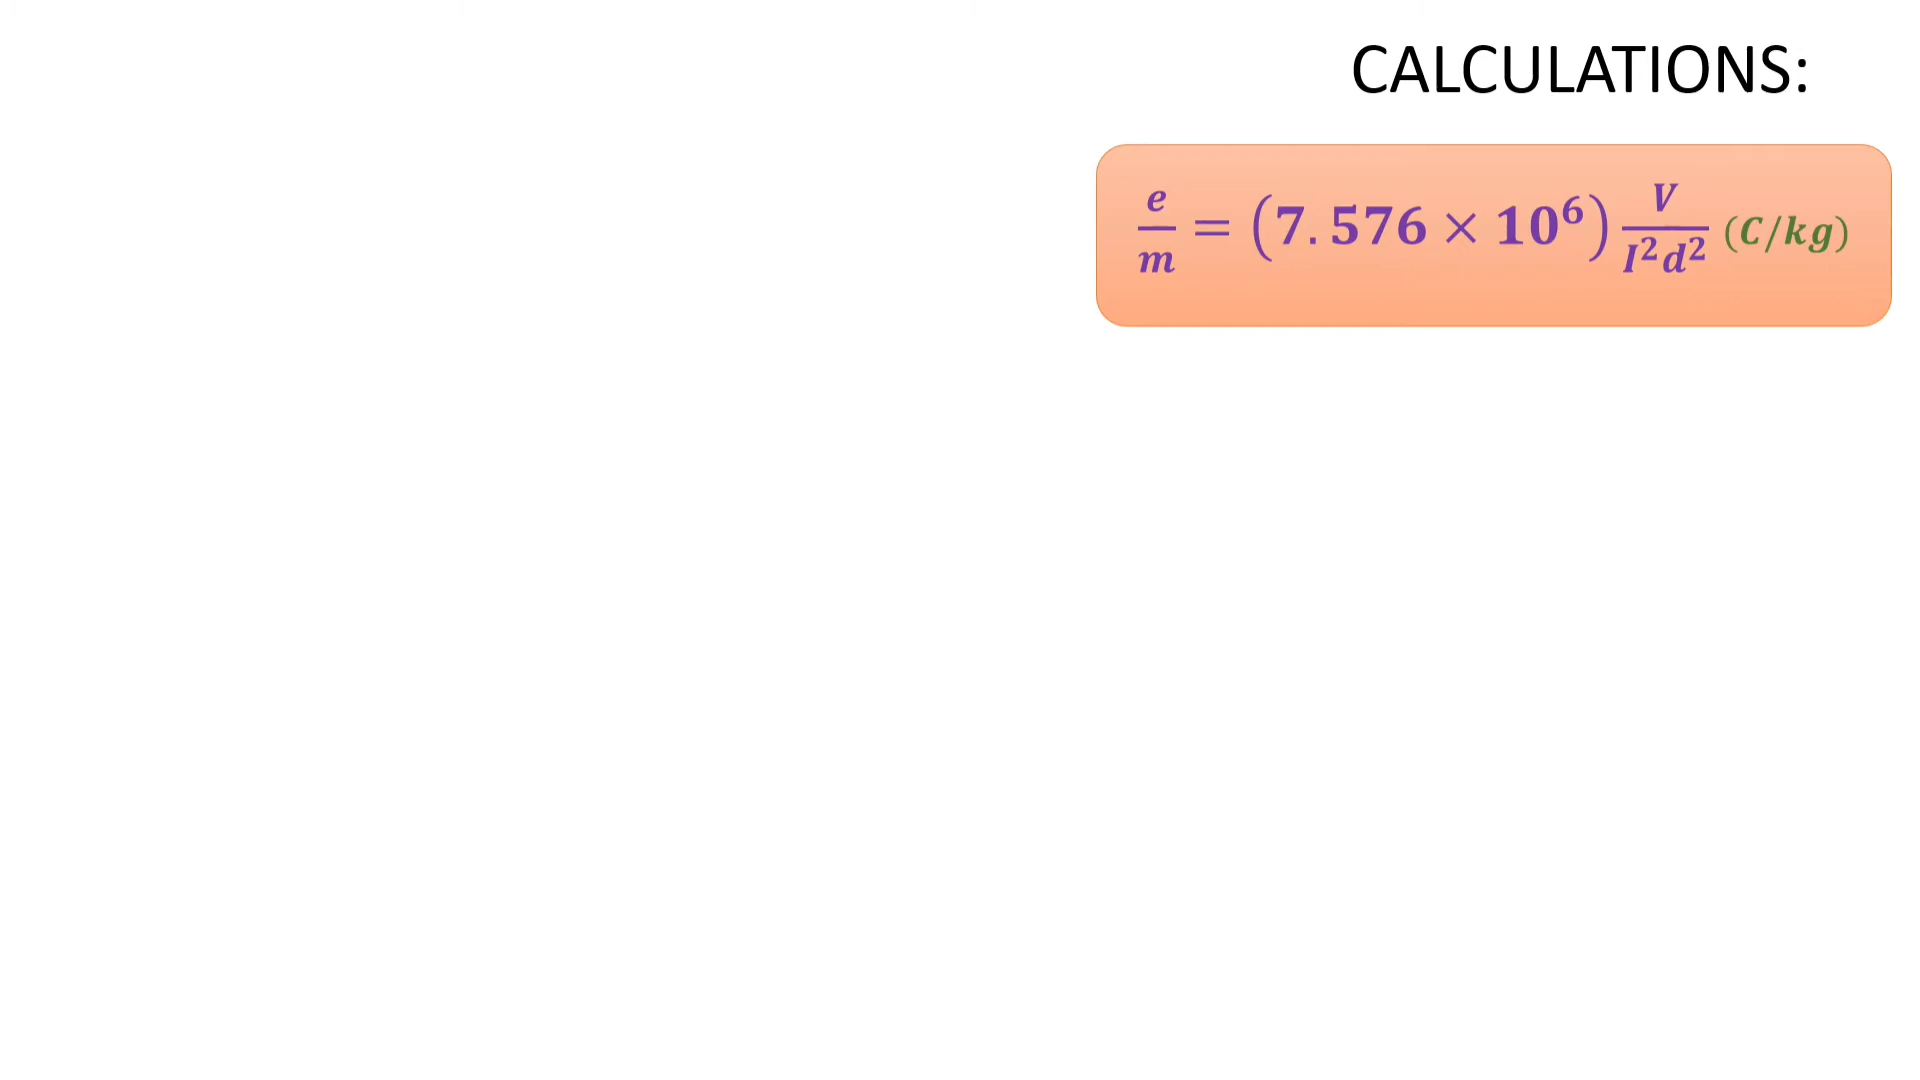 CALCULATIONS:
e/m = (7.576 × 10⁶) V/I²d² (C/kg)